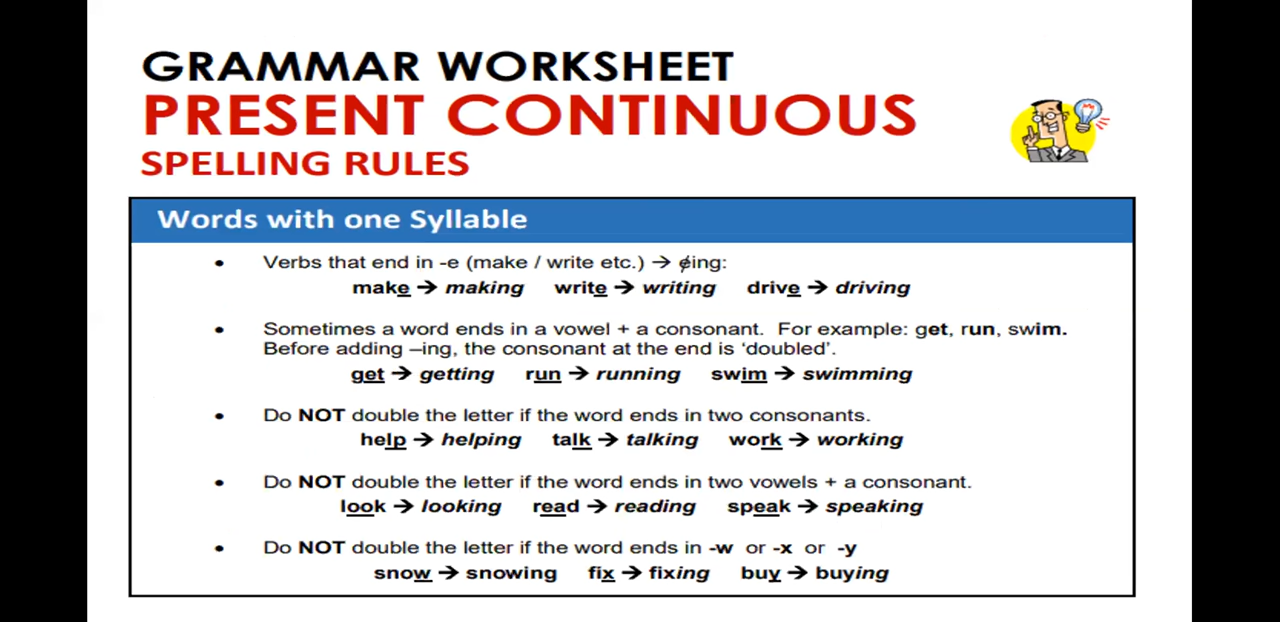 GRAMMAR WORKSHEET
PRESENT CONTINUOUS
SPELLING RULES
Words with one Syllable
• Verbs that end in -e (make / write etc.) → e̸ing:
make → making write → writing drive → driving
• Sometimes a word ends in a vowel + a consonant. For example: get, run, swim.
Before adding –ing, the consonant at the end is ‘doubled’.
get → getting run → running swim → swimming
• Do NOT double the letter if the word ends in two consonants.
help → helping talk → talking work → working
• Do NOT double the letter if the word ends in two vowels + a consonant.
look → looking read → reading speak → speaking
• Do NOT double the letter if the word ends in -w or -x or -y
snow → snowing fix → fixing buy → buying